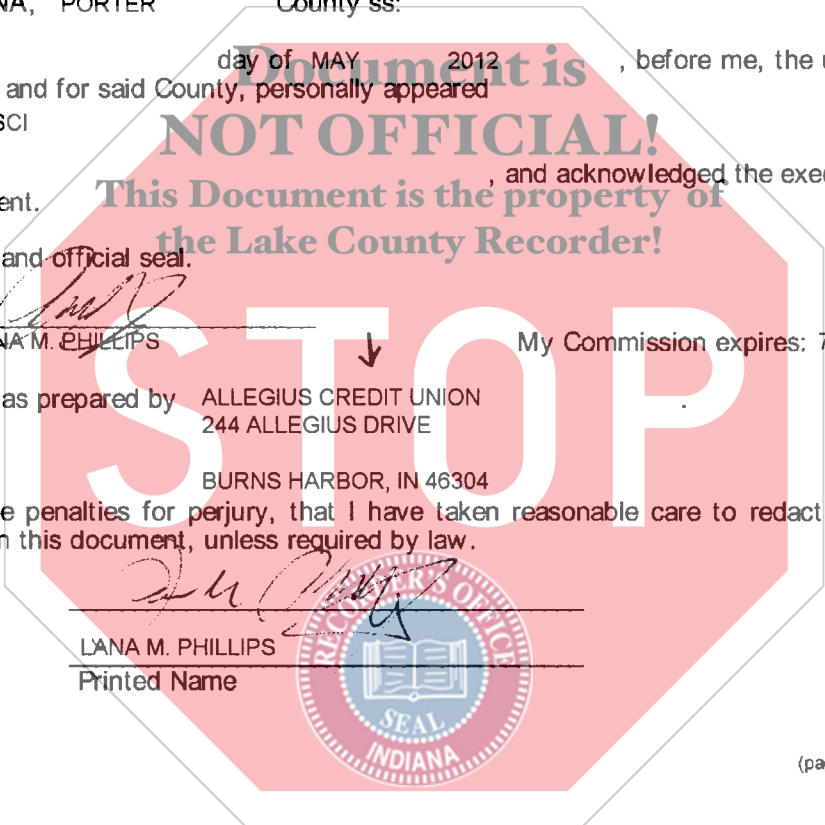 NA, PORTER County ss:
day of MAY 2012 , before me, the u
and for said County, personally appeared
SCI
, and acknowledged the exec
ent.
and official seal.
NA M. PHILLIPS My Commission expires: 7
as prepared by ALLEGIUS CREDIT UNION
244 ALLEGIUS DRIVE
BURNS HARBOR, IN 46304
e penalties for perjury, that I have taken reasonable care to redact
n this document, unless required by law.
LANA M. PHILLIPS
Printed Name
(pa
Document is
NOT OFFICIAL!
This Document is the property of
the Lake County Recorder!
STOP
RECORDER'S OFFICE
SEAL
INDIANA